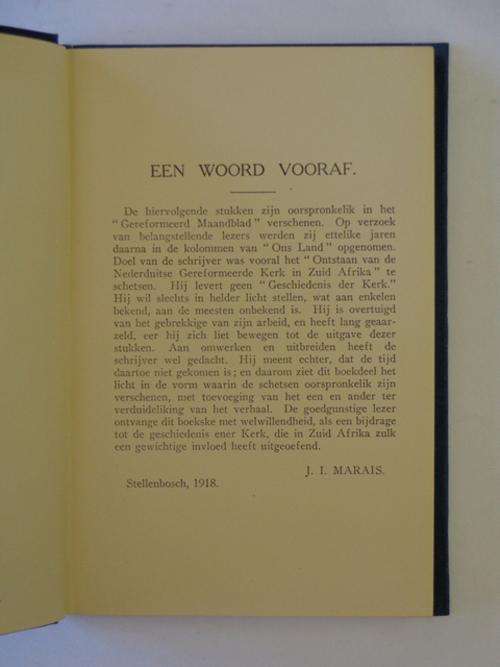 EEN WOORD VOORAF.
De hiervolgende stukken zijn oorspronkelik in het
"Gereformeerd Maandblad" verschenen. Op verzoek
van belangstellende lezers werden zij ettelike jaren
daarna in de kolommen van "Ons Land" opgenomen.
Doel van de schrijver was vooral het "Ontstaan van de
Nederduitse Gereformeerde Kerk in Zuid Afrika" te
schetsen. Hij levert geen "Geschiedenis der Kerk."
Hij wil slechts in helder licht stellen, wat aan enkelen
bekend, aan de meesten onbekend is. Hij is overtuigd
van het gebrekkige van zijn arbeid, en heeft lang geaar-
zeld, eer hij zich liet bewegen tot de uitgave dezer
stukken. Aan omwerken en uitbreiden heeft de
schrijver wel gedacht. Hij meent echter, dat de tijd
daartoe niet gekomen is; en daarom ziet dit boekdeel het
licht in de vorm waarin de schetsen oorspronkelik zijn
verschenen, met toevoeging van het een en ander ter
verduideliking van het verhaal. De goedgunstige lezer
ontvange dit boekske met welwillendheid, als een bijdrage
tot de geschiedenis ener Kerk, die in Zuid Afrika zulk
een gewichtige invloed heeft uitgeoefend.
J. I. MARAIS.
Stellenbosch, 1918.